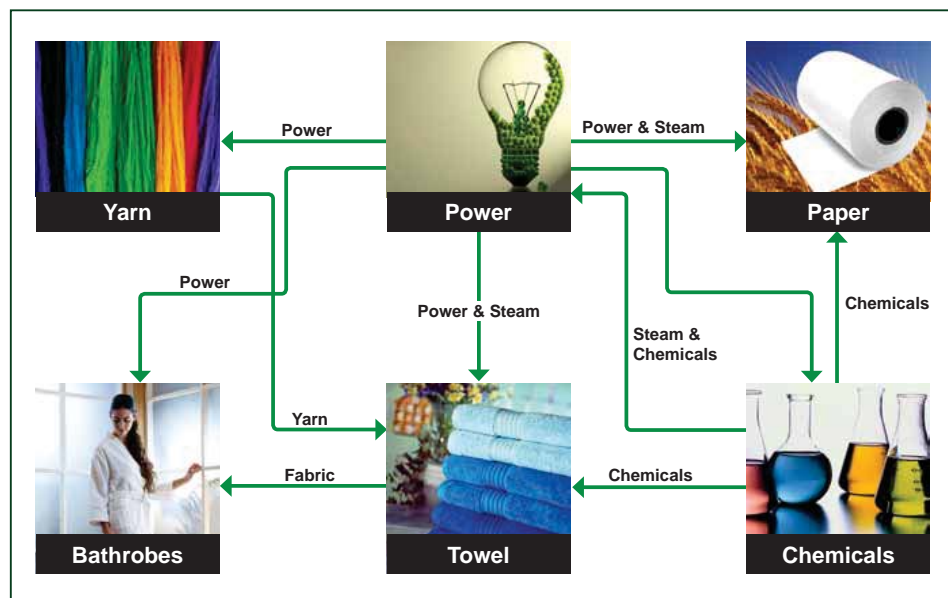 Power
Power & Steam
Yarn
Power
Paper
Power
Power & Steam
Steam &
Chemicals
Chemicals
Yarn
Fabric
Chemicals
Bathrobes
Towel
Chemicals